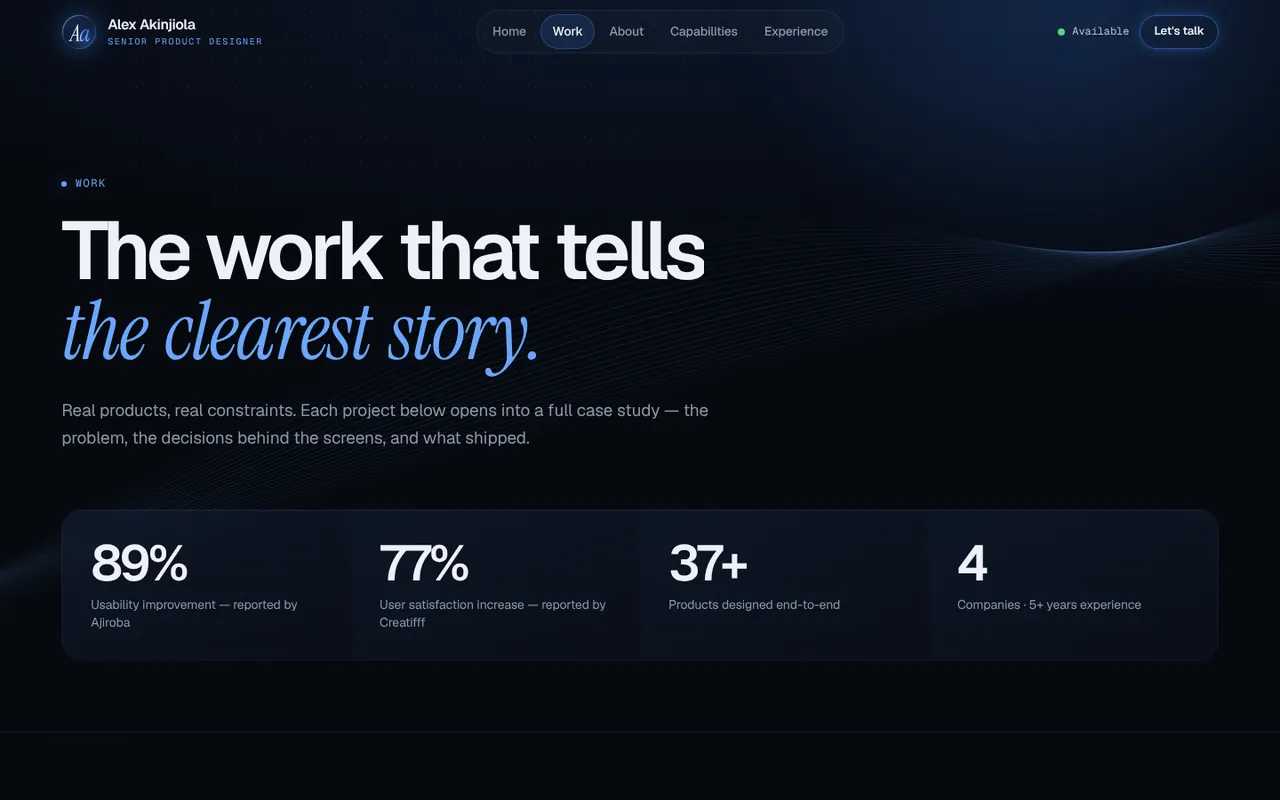 Aa
Alex Akinjiola
SENIOR PRODUCT DESIGNER
Home
Work
About
Capabilities
Experience
Available
Let's talk
WORK
The work that tells
the clearest story.
Real products, real constraints. Each project below opens into a full case study — the
problem, the decisions behind the screens, and what shipped.
89%
Usability improvement — reported by
Ajiroba
77%
User satisfaction increase — reported by
Creatifff
37+
Products designed end-to-end
4
Companies · 5+ years experience